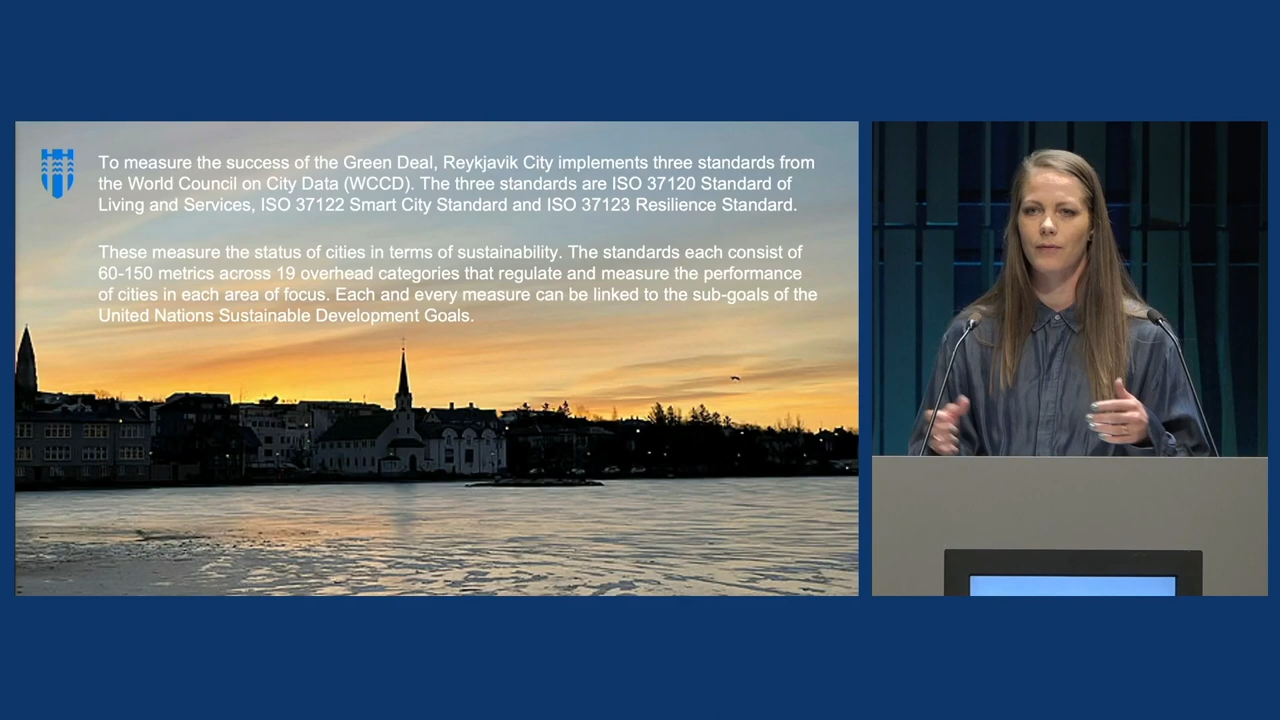 To measure the success of the Green Deal, Reykjavik City implements three standards from
the World Council on City Data (WCCD). The three standards are ISO 37120 Standard of
Living and Services, ISO 37122 Smart City Standard and ISO 37123 Resilience Standard.
These measure the status of cities in terms of sustainability. The standards each consist of
60-150 metrics across 19 overhead categories that regulate and measure the performance
of cities in each area of focus. Each and every measure can be linked to the sub-goals of the
United Nations Sustainable Development Goals.